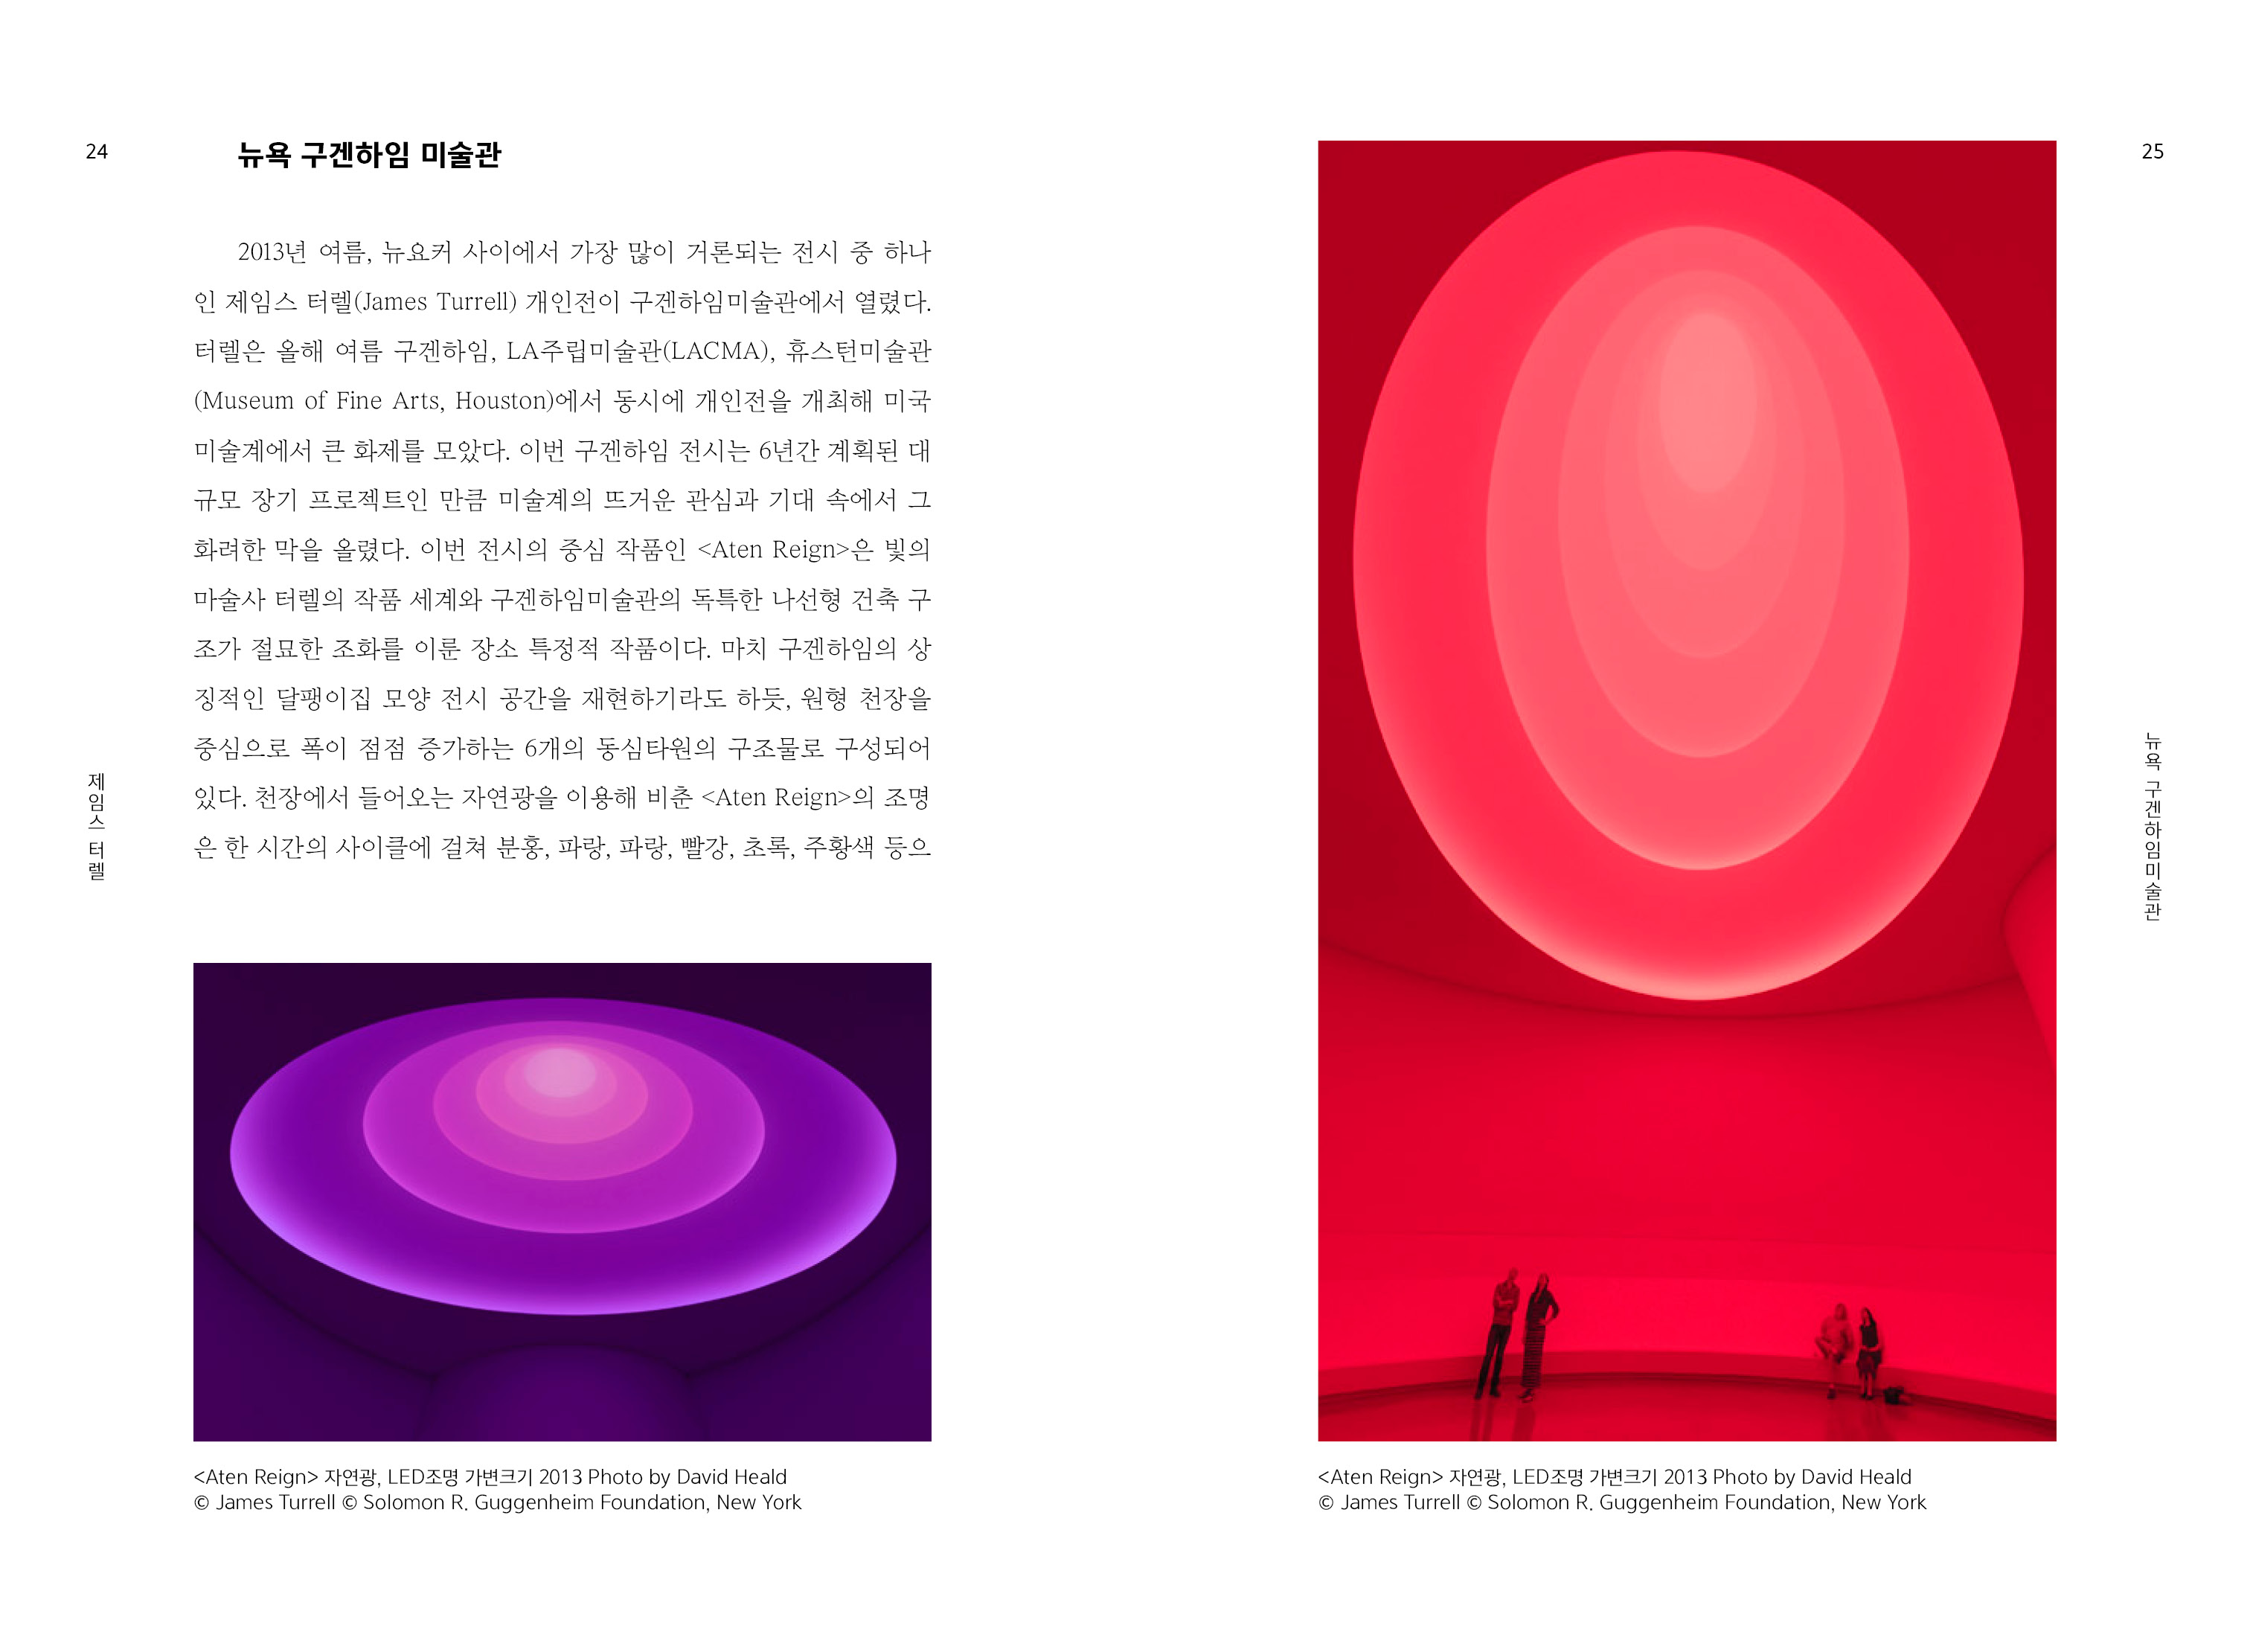 24
뉴욕 구겐하임 미술관
2013년 여름, 뉴요커 사이에서 가장 많이 거론되는 전시 중 하나
인 제임스 터렐(James Turrell) 개인전이 구겐하임미술관에서 열렸다.
터렐은 올해 여름 구겐하임, LA주립미술관(LACMA), 휴스턴미술관
(Museum of Fine Arts, Houston)에서 동시에 개인전을 개최해 미국
미술계에서 큰 화제를 모았다. 이번 구겐하임 전시는 6년간 계획된 대
규모 장기 프로젝트인 만큼 미술계의 뜨거운 관심과 기대 속에서 그
화려한 막을 올렸다. 이번 전시의 중심 작품인 <Aten Reign>은 빛의
마술사 터렐의 작품 세계와 구겐하임미술관의 독특한 나선형 건축 구
조가 절묘한 조화를 이룬 장소 특정적 작품이다. 마치 구겐하임의 상
징적인 달팽이집 모양 전시 공간을 재현하기라도 하듯, 원형 천장을
중심으로 폭이 점점 증가하는 6개의 동심타원의 구조물로 구성되어
있다. 천장에서 들어오는 자연광을 이용해 비춘 <Aten Reign>의 조명
은 한 시간의 사이클에 걸쳐 분홍, 파랑, 파랑, 빨강, 초록, 주황색 등으
제임스 터렐
<Aten Reign> 자연광, LED조명 가변크기 2013 Photo by David Heald
© James Turrell © Solomon R. Guggenheim Foundation, New York
25
뉴욕 구겐하임미술관
<Aten Reign> 자연광, LED조명 가변크기 2013 Photo by David Heald
© James Turrell © Solomon R. Guggenheim Foundation, New York